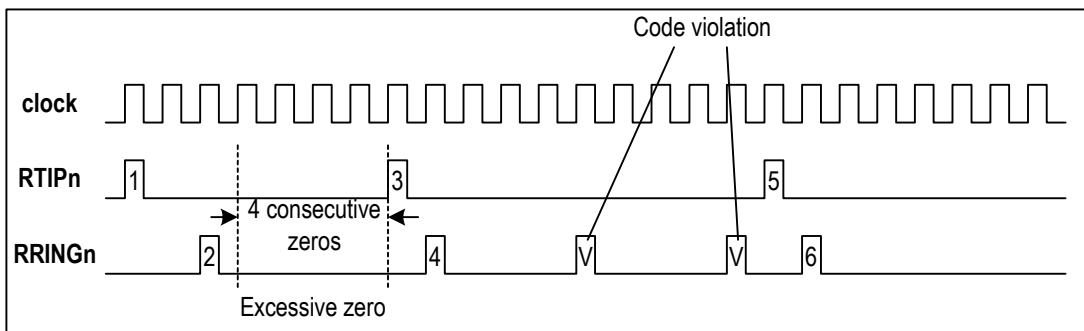 Code violation
clock
RTIPn
1
3
5
4 consecutive
zeros
RRINGn
2
4
V
V
6
Excessive zero